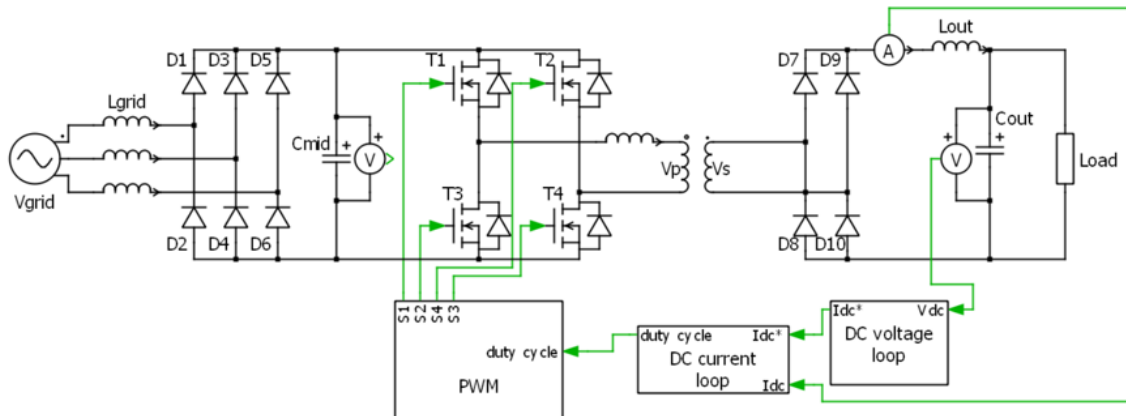 D1 D3 D5
T1 T2
D7 D9
A
Lout
Lgrid
Vgrid
Cmid
V
Vp Vs
V
Cout
Load
T3 T4
D2 D4 D6
D8 D10
S1 S2 S4 S3
duty cycle
PWM
duty cycle Idc*
DC current
loop
Idc
Idc* Vdc
DC voltage
loop